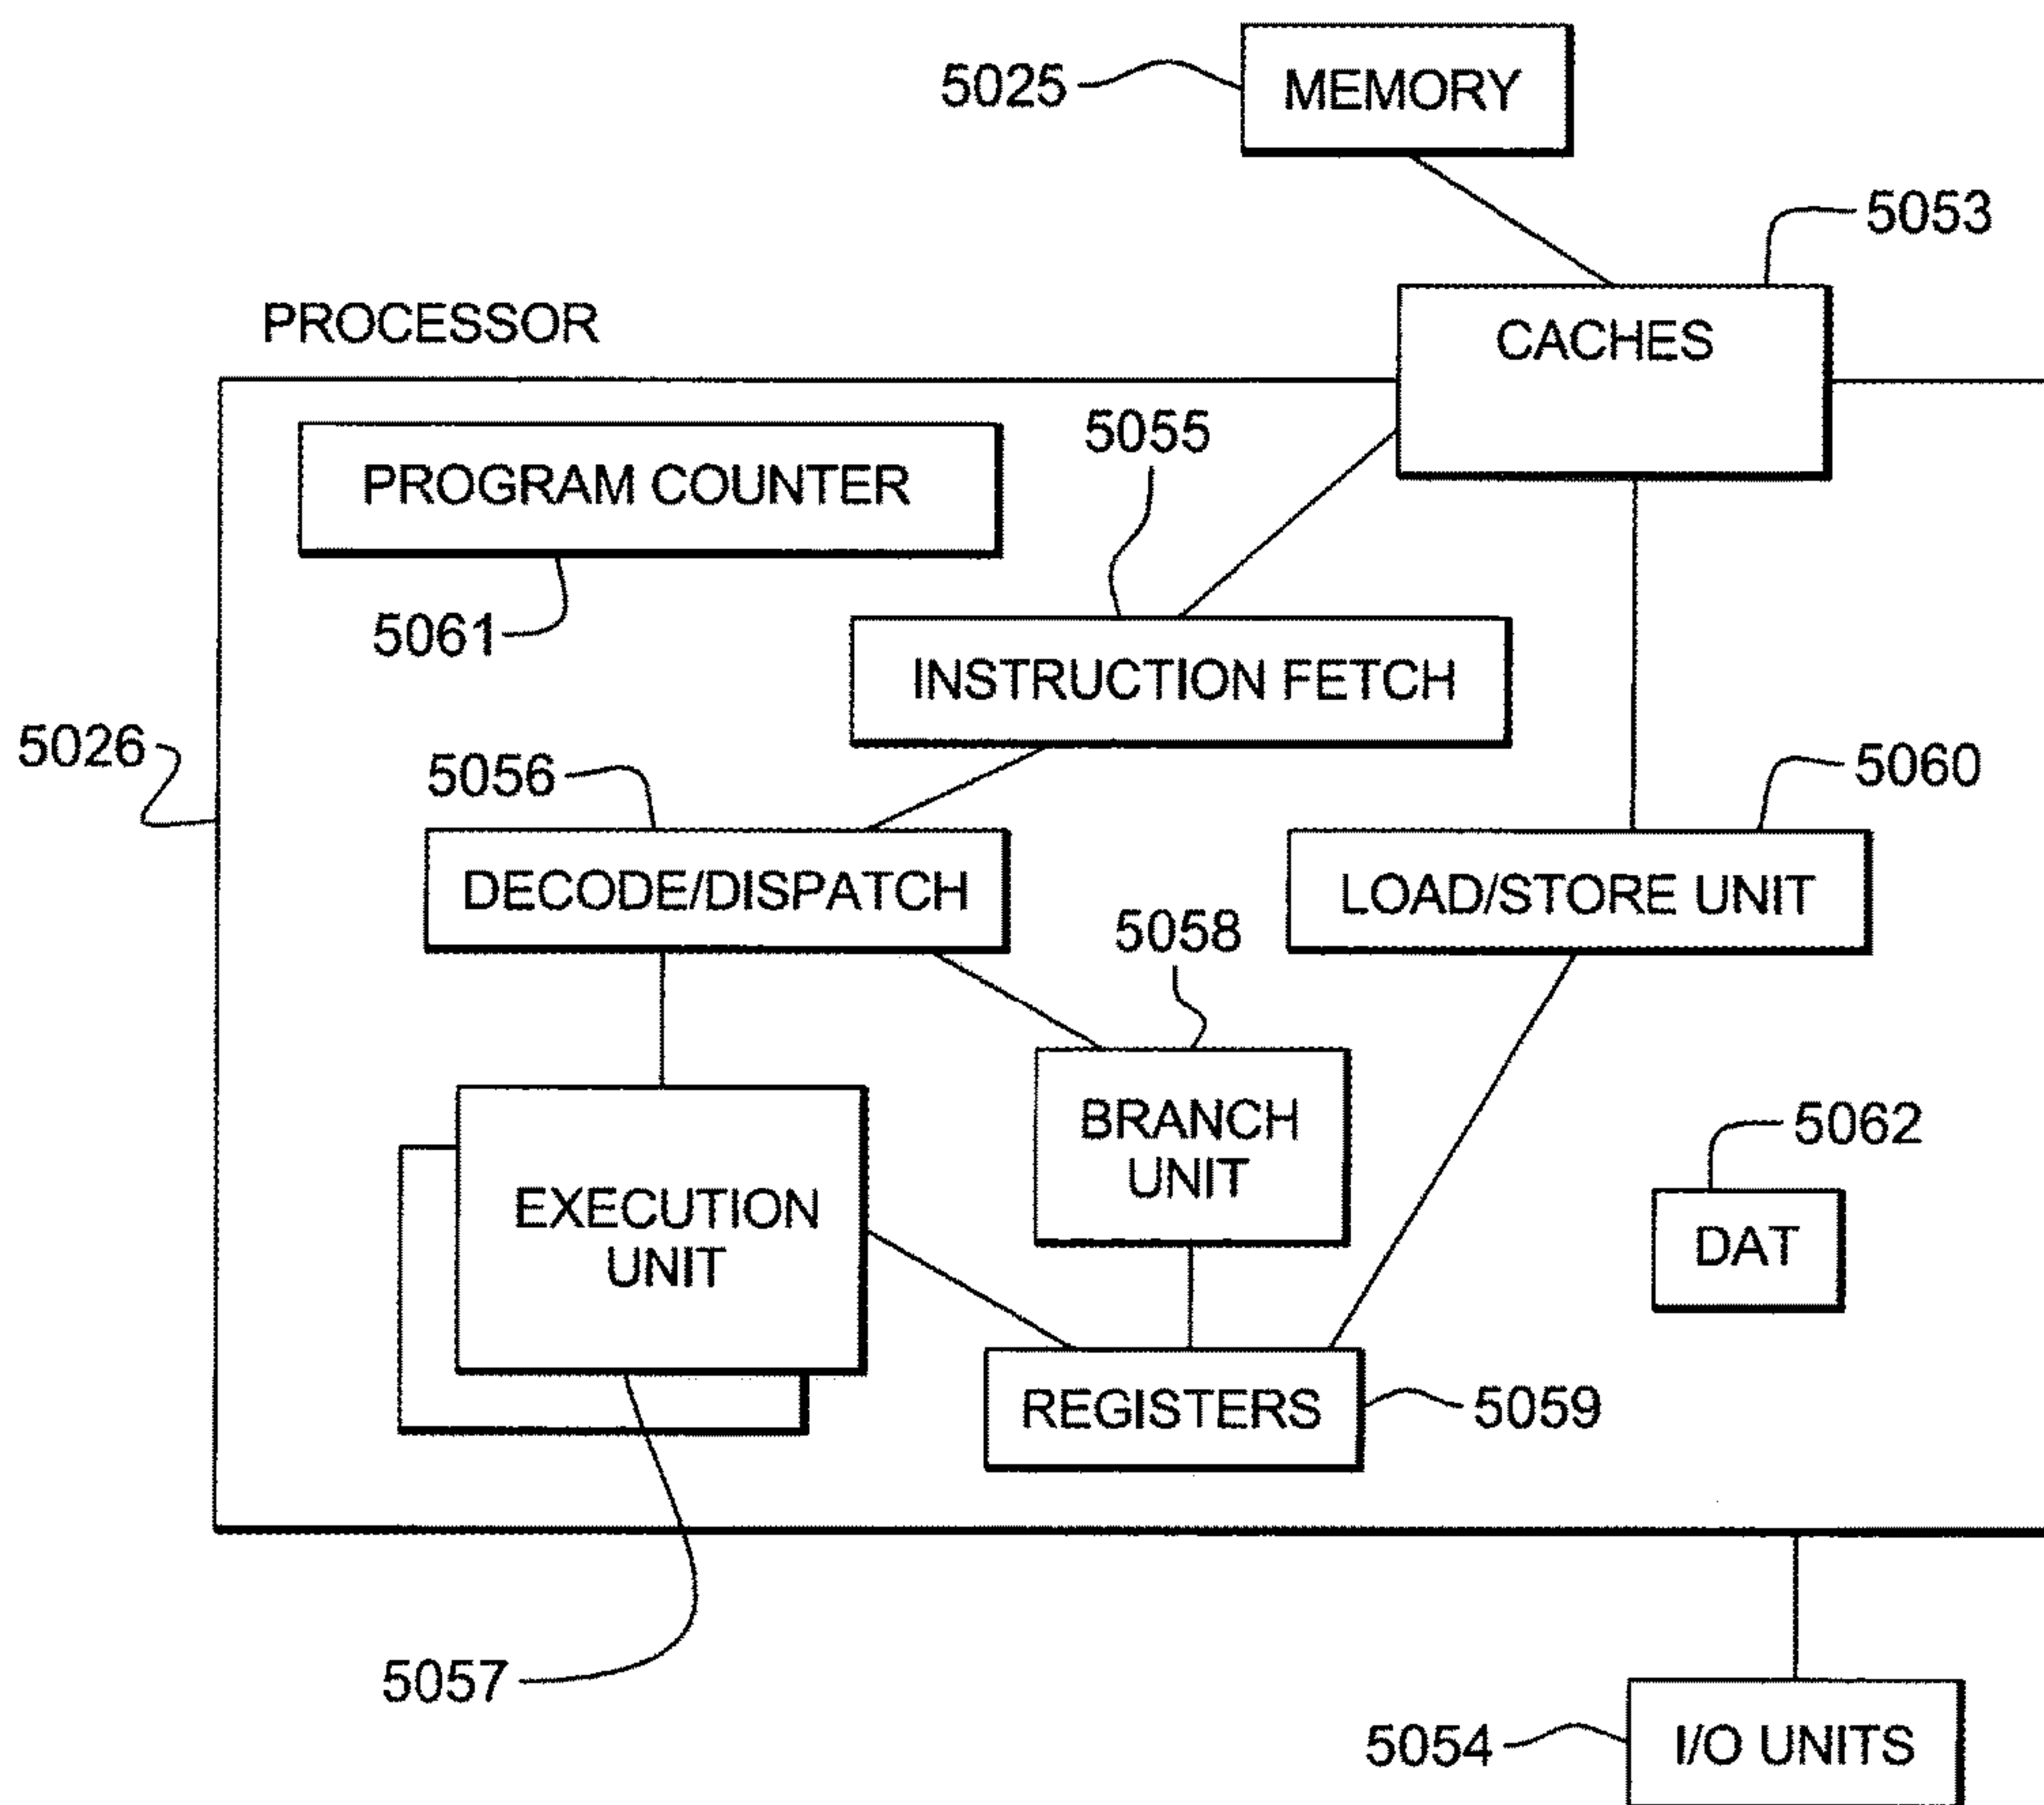 5025
MEMORY
5053
PROCESSOR
CACHES
5055
PROGRAM COUNTER
5061
INSTRUCTION FETCH
5026
5056
5060
DECODE/DISPATCH
LOAD/STORE UNIT
5058
BRANCH
UNIT
5062
EXECUTION
UNIT
DAT
REGISTERS
5059
5057
5054
I/O UNITS